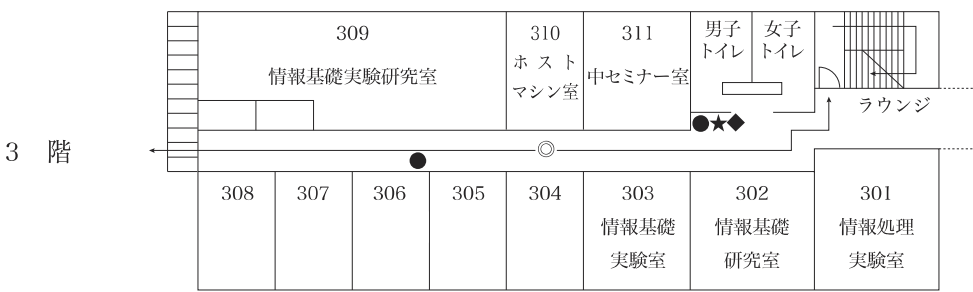 3 階
309
情報基礎実験研究室
310
ホスト
マシン室
311
中セミナー室
男子
トイレ
女子
トイレ
ラウンジ
308
307
306
305
304
303
情報基礎
実験室
302
情報基礎
研究室
301
情報処理
実験室